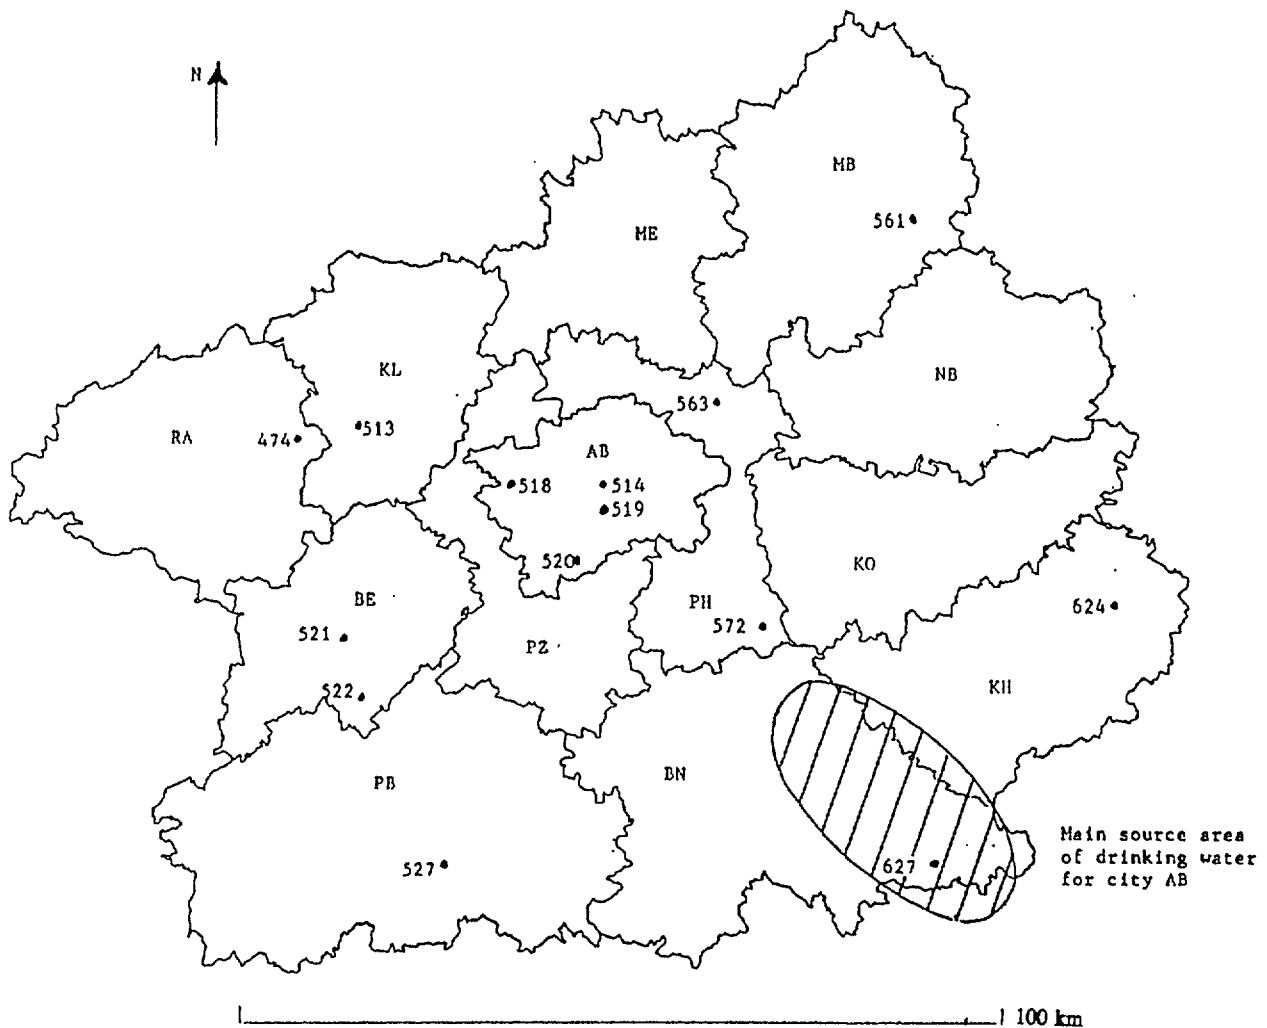 N
MB
561
ME
KL
NB
563
RA
474
513
AB
518
514
519
520
KO
BE
PH
624
521
572
PZ
522
KH
BN
PB
Main source area
of drinking water
for city AB
527
627
100 km